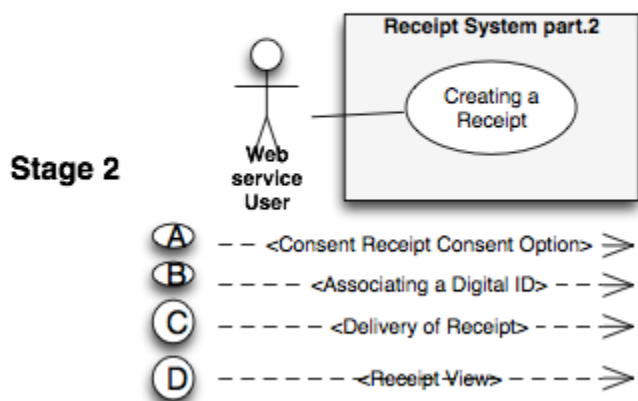 Receipt System part.2
Creating a
Receipt
Stage 2
Web
service
User
A <Consent Receipt Consent Option>
B <Associating a Digital ID>
C <Delivery of Receipt>
D <Receipt View>